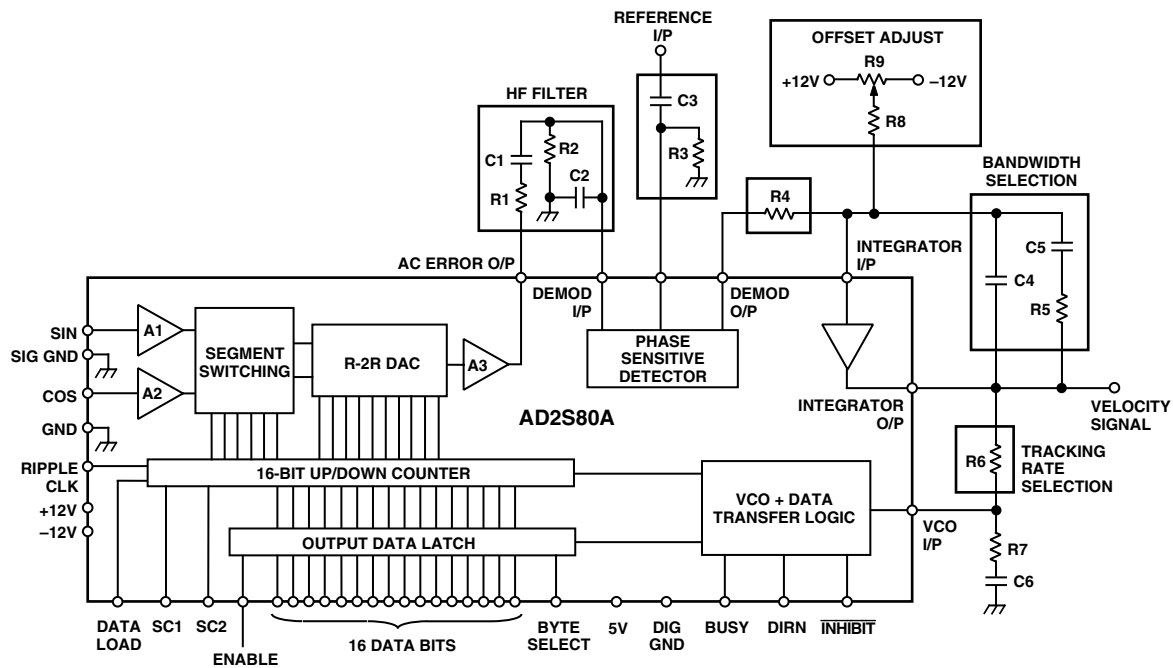 REFERENCE
I/P
OFFSET ADJUST
R9
+12V
–12V
R8
HF FILTER
C3
R3
C1
R2
C2
R1
BANDWIDTH
SELECTION
R4
C5
C4
R5
AC ERROR O/P
DEMOD
I/P
DEMOD
O/P
INTEGRATOR
I/P
SIN
A1
SIG GND
SEGMENT
SWITCHING
R-2R DAC
A3
PHASE
SENSITIVE
DETECTOR
COS
A2
AD2S80A
INTEGRATOR
O/P
VELOCITY
SIGNAL
GND
RIPPLE
CLK
16-BIT UP/DOWN COUNTER
R6
TRACKING
RATE
SELECTION
VCO + DATA
TRANSFER LOGIC
+12V
–12V
OUTPUT DATA LATCH
VCO
I/P
R7
C6
DATA
LOAD
SC1
SC2
ENABLE
16 DATA BITS
BYTE
SELECT
5V
DIG
GND
BUSY
DIRN
INHIBIT